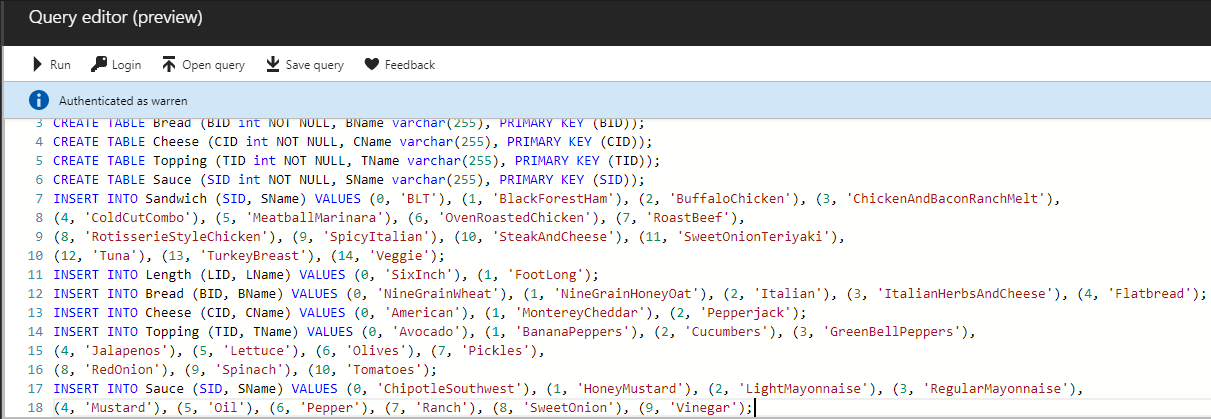 Query editor (preview)
Run Login Open query Save query Feedback
Authenticated as warren
3 CREATE TABLE Bread (BID int NOT NULL, BName varchar(255), PRIMARY KEY (BID));
4 CREATE TABLE Cheese (CID int NOT NULL, CName varchar(255), PRIMARY KEY (CID));
5 CREATE TABLE Topping (TID int NOT NULL, TName varchar(255), PRIMARY KEY (TID));
6 CREATE TABLE Sauce (SID int NOT NULL, SName varchar(255), PRIMARY KEY (SID));
7 INSERT INTO Sandwich (SID, SName) VALUES (0, 'BLT'), (1, 'BlackForestHam'), (2, 'BuffaloChicken'), (3, 'ChickenAndBaconRanchMelt'),
8 (4, 'ColdCutCombo'), (5, 'MeatballMarinara'), (6, 'OvenRoastedChicken'), (7, 'RoastBeef'),
9 (8, 'RotisserieStyleChicken'), (9, 'SpicyItalian'), (10, 'SteakAndCheese'), (11, 'SweetOnionTeriyaki'),
10 (12, 'Tuna'), (13, 'TurkeyBreast'), (14, 'Veggie');
11 INSERT INTO Length (LID, LName) VALUES (0, 'SixInch'), (1, 'FootLong');
12 INSERT INTO Bread (BID, BName) VALUES (0, 'NineGrainWheat'), (1, 'NineGrainHoneyOat'), (2, 'Italian'), (3, 'ItalianHerbsAndCheese'), (4, 'Flatbread');
13 INSERT INTO Cheese (CID, CName) VALUES (0, 'American'), (1, 'MontereyCheddar'), (2, 'Pepperjack');
14 INSERT INTO Topping (TID, TName) VALUES (0, 'Avocado'), (1, 'BananaPeppers'), (2, 'Cucumbers'), (3, 'GreenBellPeppers'),
15 (4, 'Jalapenos'), (5, 'Lettuce'), (6, 'Olives'), (7, 'Pickles'),
16 (8, 'RedOnion'), (9, 'Spinach'), (10, 'Tomatoes');
17 INSERT INTO Sauce (SID, SName) VALUES (0, 'ChipotleSouthwest'), (1, 'HoneyMustard'), (2, 'LightMayonnaise'), (3, 'RegularMayonnaise'),
18 (4, 'Mustard'), (5, 'Oil'), (6, 'Pepper'), (7, 'Ranch'), (8, 'SweetOnion'), (9, 'Vinegar');